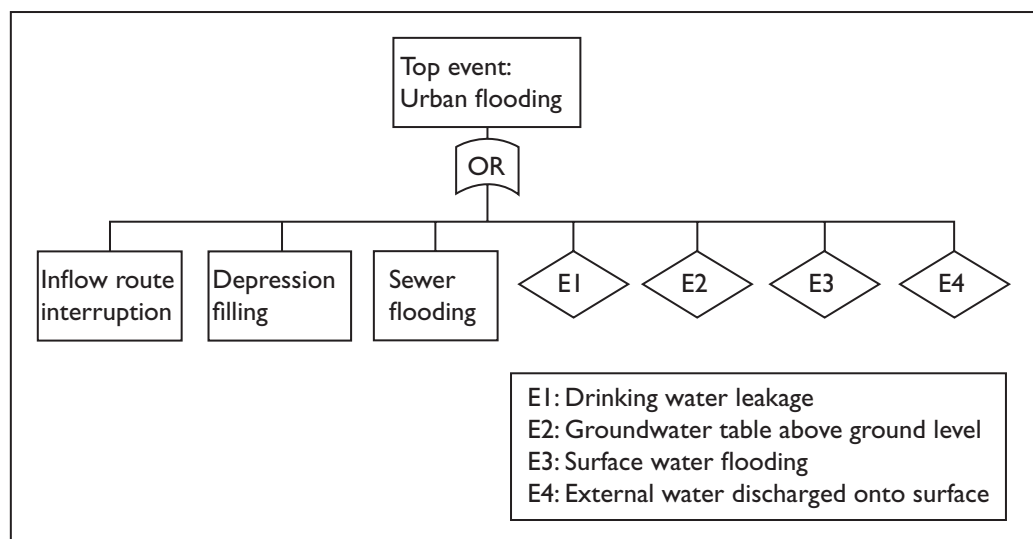 Top event:
Urban flooding
OR
Inflow route
interruption
Depression
filling
Sewer
flooding
E1
E2
E3
E4
E1: Drinking water leakage
E2: Groundwater table above ground level
E3: Surface water flooding
E4: External water discharged onto surface